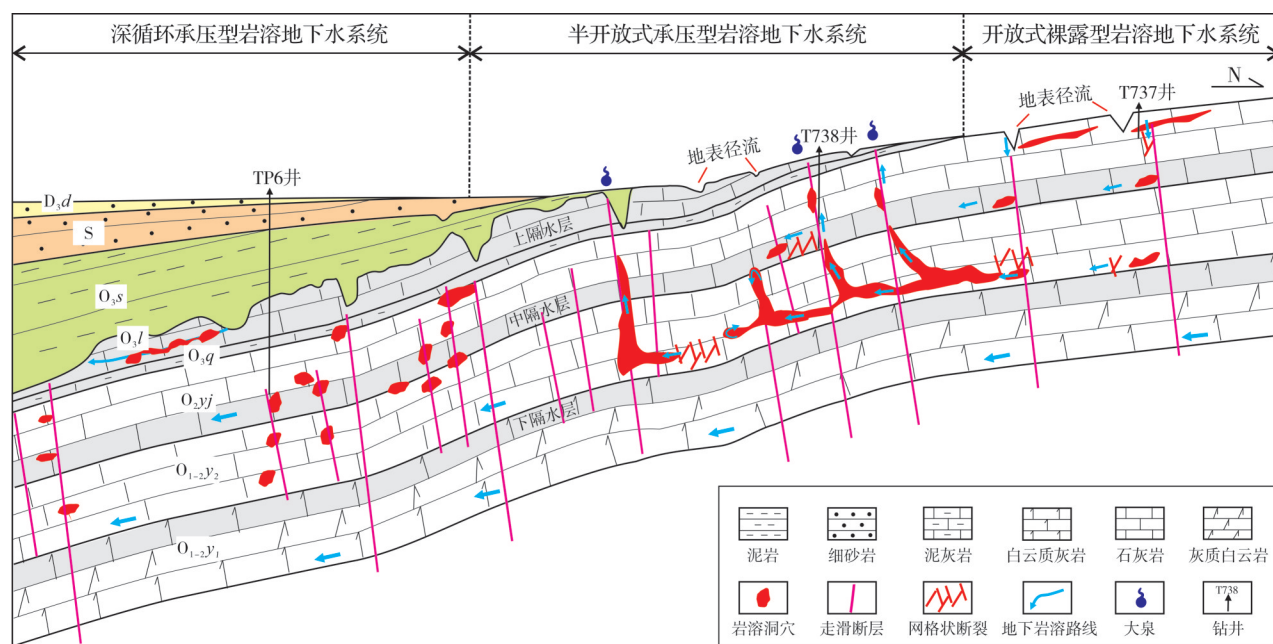 深循环承压型岩溶地下水系统
半开放式承压型岩溶地下水系统
开放式裸露型岩溶地下水系统
N
地表径流
T737井
T738井
地表径流
TP6井
D₃d
S
上隔水层
O₃s
中隔水层
O₃l
O₃q
O₂yj
下隔水层
O₁₋₂y₂
O₁₋₂y₁
泥岩
细砂岩
泥灰岩
白云质灰岩
石灰岩
灰质白云岩
T738
岩溶洞穴
走滑断层
网格状断裂
地下岩溶路线
大泉
钻井